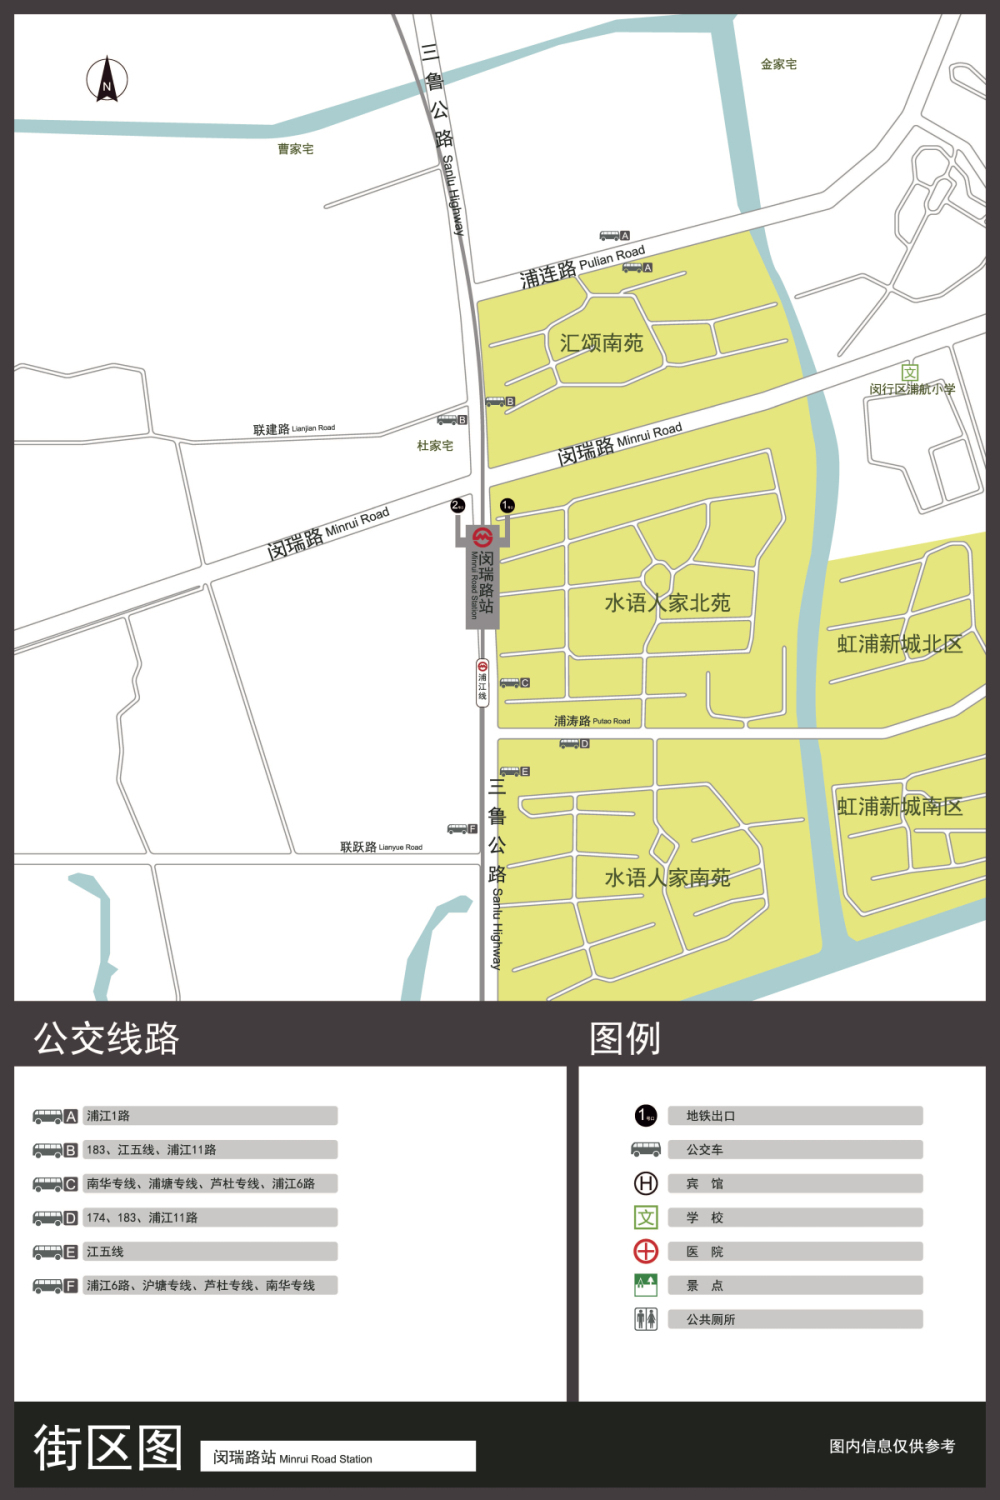 N
金家宅
曹家宅
三鲁公路 Sanlu Highway
A
浦连路 Pulian Road
A
汇颂南苑
文
闵行区浦航小学
B
B
联建路 Lianjian Road
杜家宅
闵瑞路 Minrui Road
闵瑞路 Minrui Road
2号口
1号口
闵瑞路站
Minrui Road Station
水语人家北苑
虹浦新城北区
浦江线
C
浦涛路 Putao Road
D
E
三鲁公路 Sanlu Highway
虹浦新城南区
F
联跃路 Lianyue Road
水语人家南苑
公交线路
A 浦江1路
B 183、江五线、浦江11路
C 南华专线、浦塘专线、芦杜专线、浦江6路
D 174、183、浦江11路
E 江五线
F 浦江6路、沪塘专线、芦杜专线、南华专线
图例
1号口 地铁出口
公交车
H 宾 馆
文 学 校
医 院
景 点
公共厕所
街区图
闵瑞路站 Minrui Road Station
图内信息仅供参考